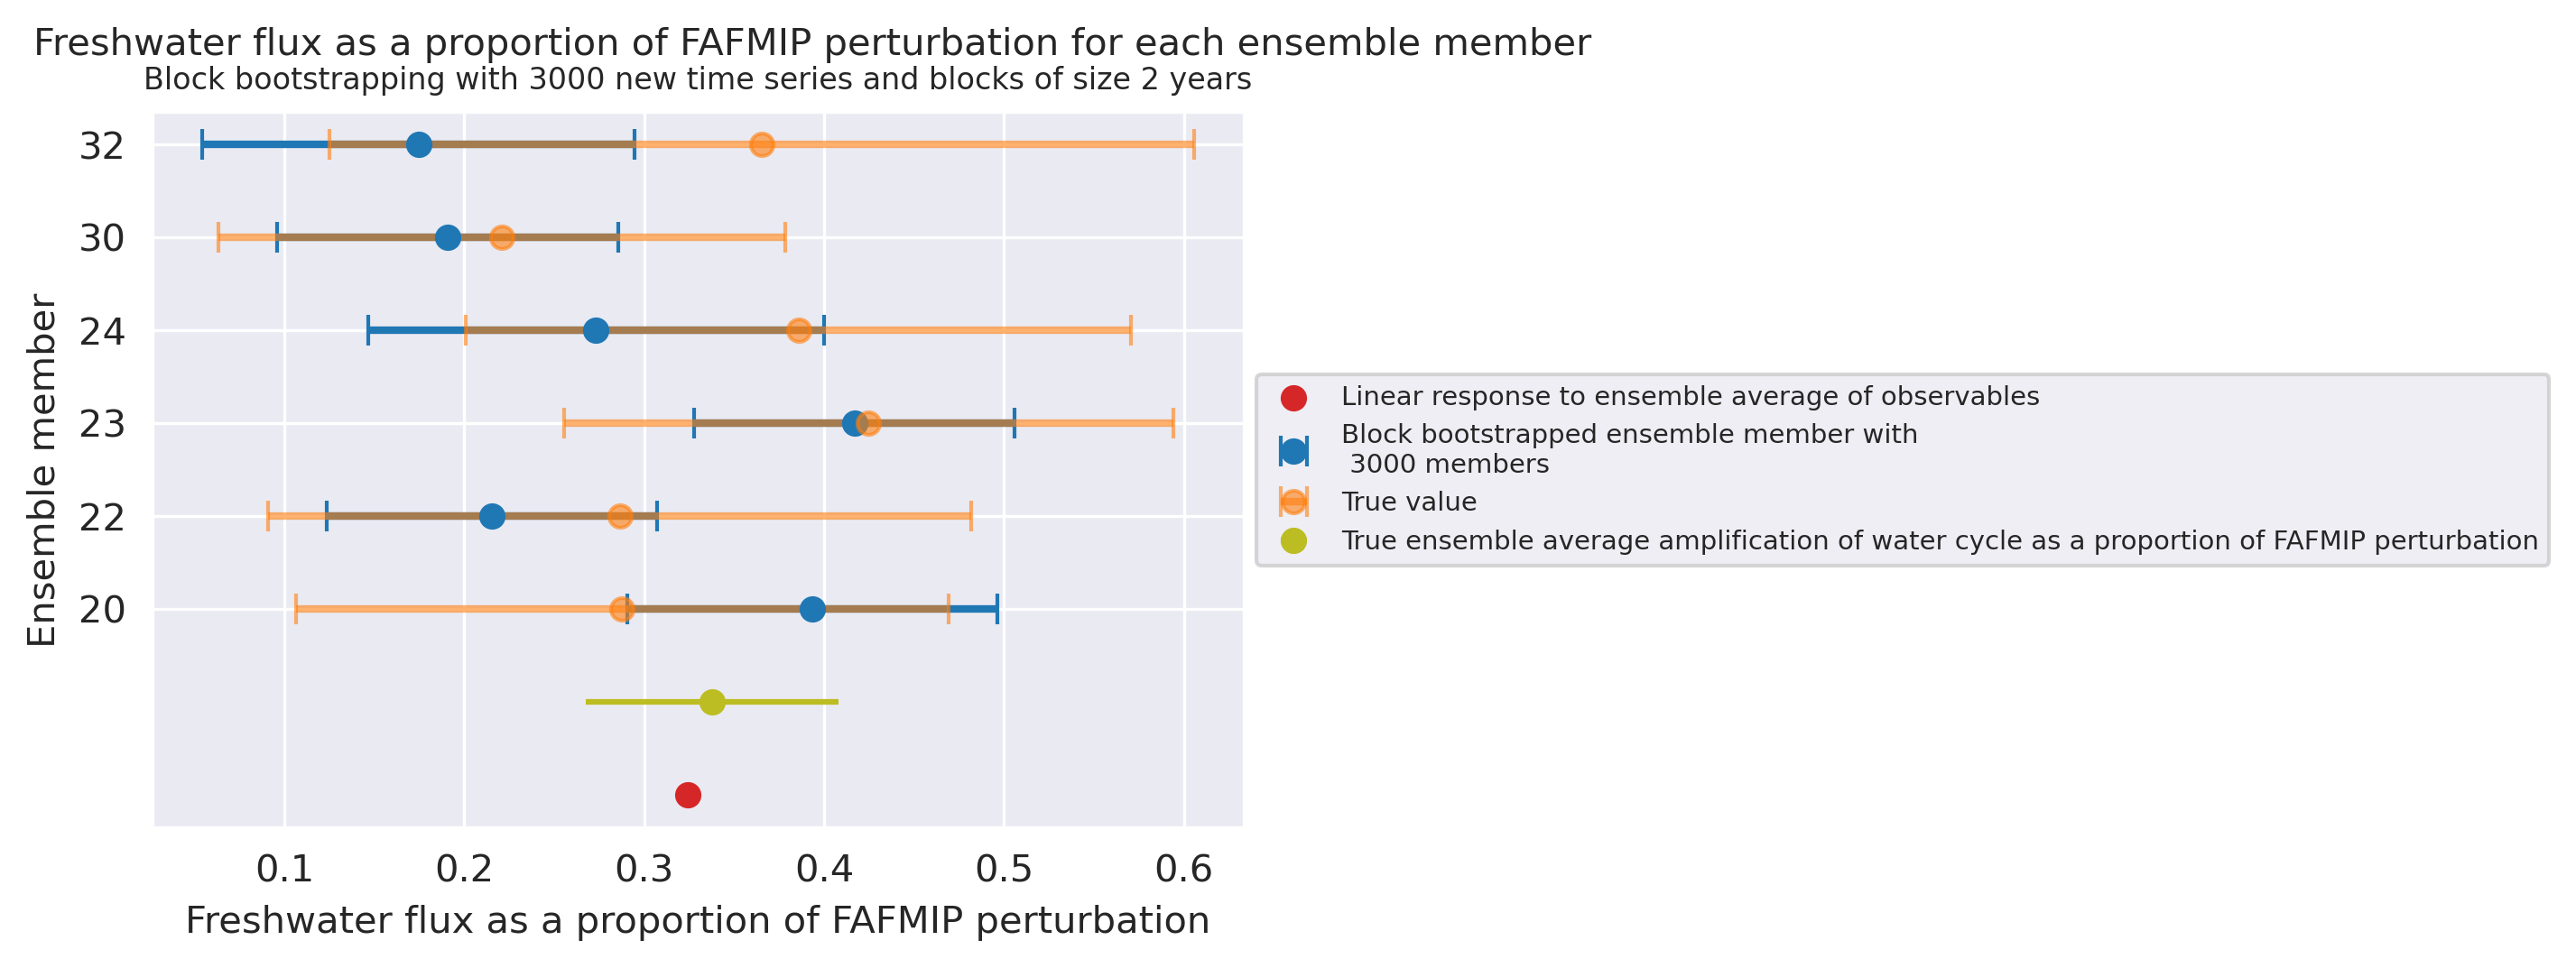 Freshwater flux as a proportion of FAFMIP perturbation for each ensemble member
Block bootstrapping with 3000 new time series and blocks of size 2 years
Ensemble member
32
30
24
23
22
20
0.1 0.2 0.3 0.4 0.5 0.6
Freshwater flux as a proportion of FAFMIP perturbation
Linear response to ensemble average of observables
Block bootstrapped ensemble member with
3000 members
True value
True ensemble average amplification of water cycle as a proportion of FAFMIP perturbation